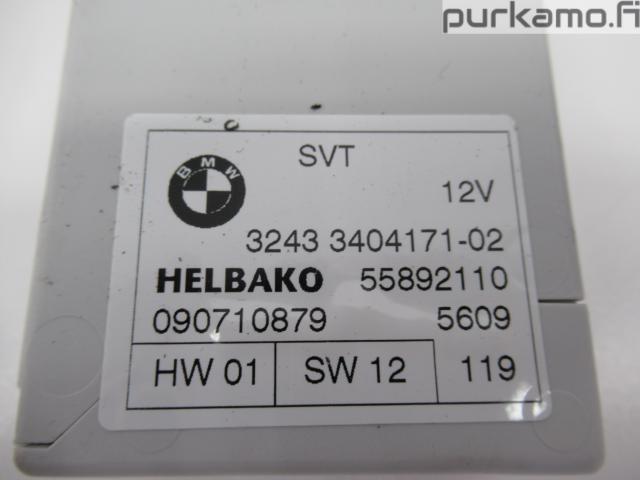 purkamo.fi
BMW
SVT
12V
3243 3404171-02
HELBAKO 55892110
090710879 5609
HW 01 SW 12 119